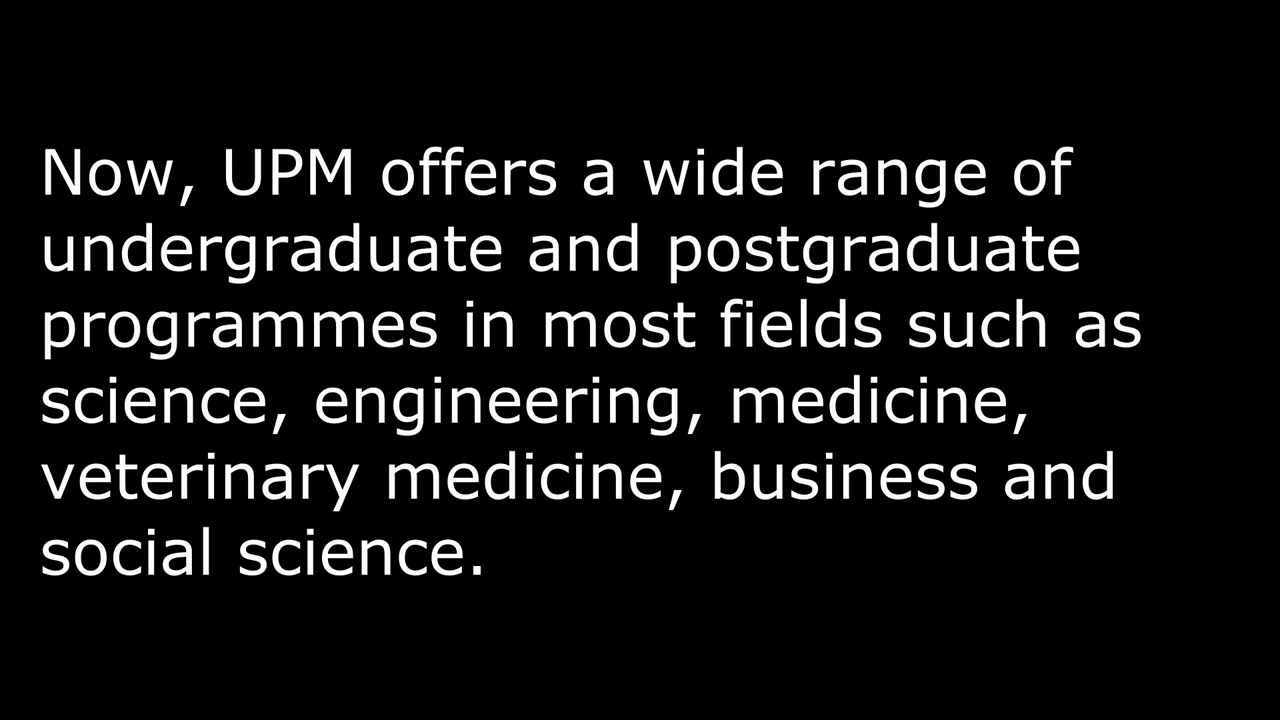 Now, UPM offers a wide range of
undergraduate and postgraduate
programmes in most fields such as
science, engineering, medicine,
veterinary medicine, business and
social science.